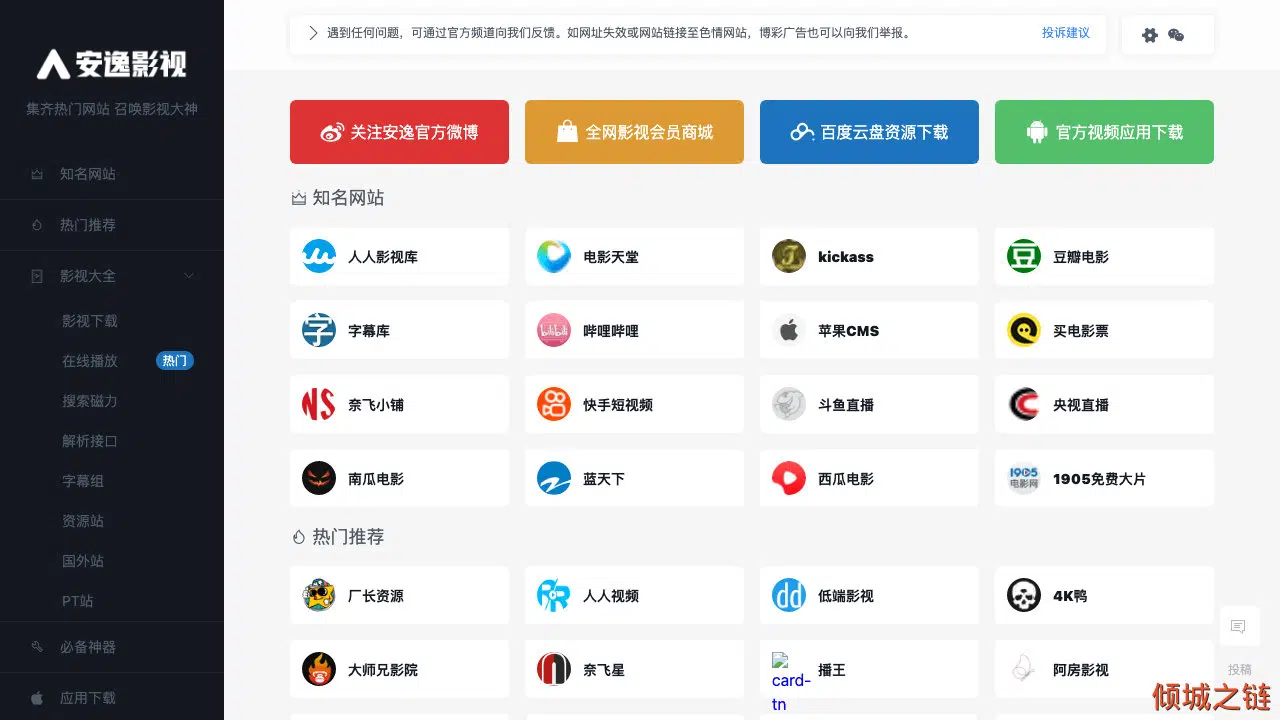 安逸影视
集齐热门网站 召唤影视大神
知名网站
热门推荐
影视大全
影视下载
在线播放 热门
搜索磁力
解析接口
字幕组
资源站
国外站
PT站
必备神器
应用下载
遇到任何问题，可通过官方频道向我们反馈。如网址失效或网站链接至色情网站，博彩广告也可以向我们举报。 投诉建议
关注安逸官方微博 全网影视会员商城 百度云盘资源下载 官方视频应用下载
知名网站
人人影视库 电影天堂 kickass 豆瓣电影
字幕库 哔哩哔哩 苹果CMS 买电影票
奈飞小铺 快手短视频 斗鱼直播 央视直播
南瓜电影 蓝天下 西瓜电影 1905免费大片
热门推荐
厂长资源 人人视频 低端影视 4K鸭
大师兄影院 奈飞星 card-tn 播王 阿房影视
投稿
倾城之链